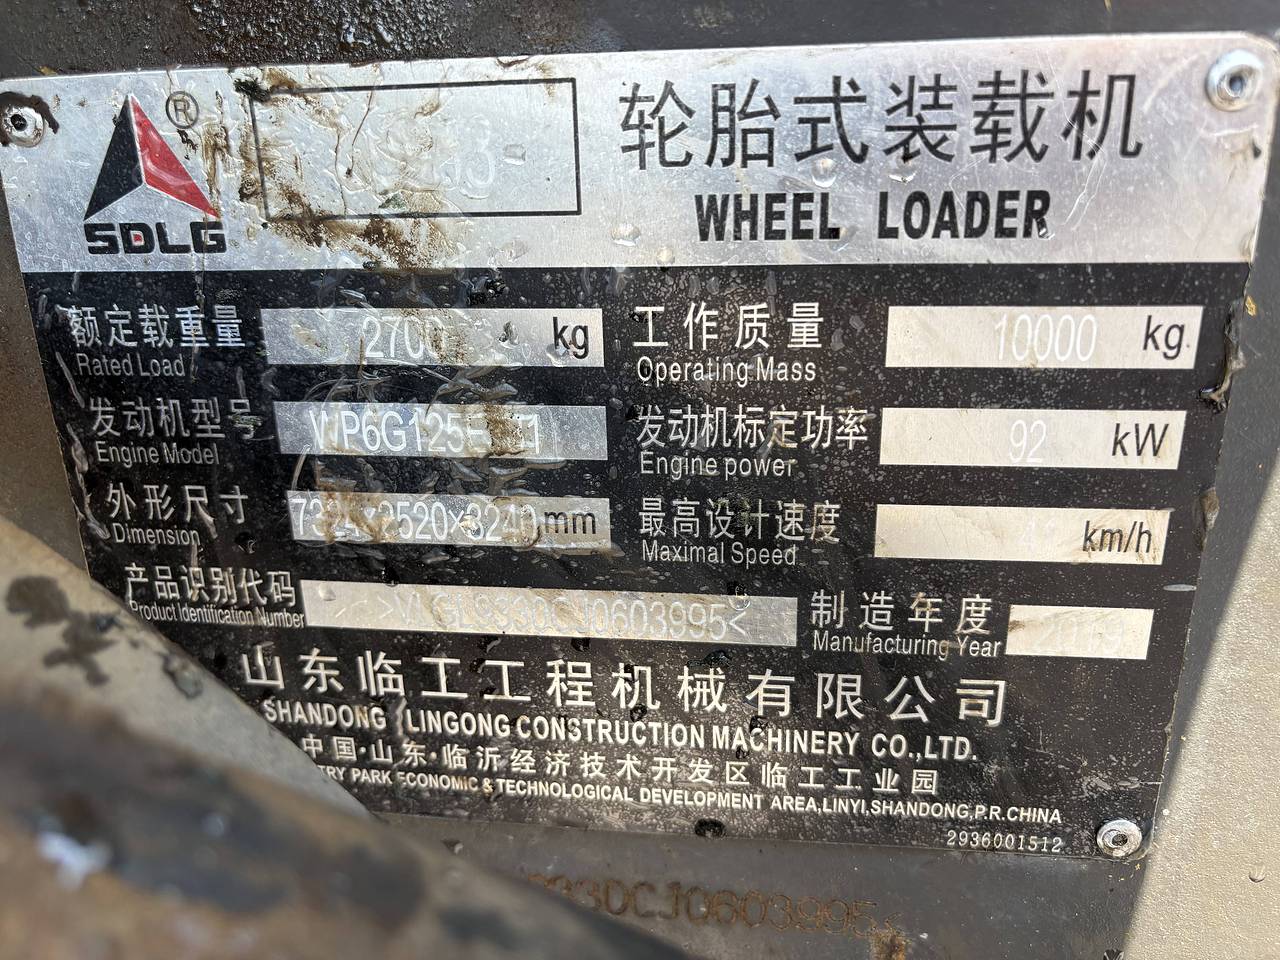 ®
SDLG
轮胎式装载机
WHEEL LOADER
额定载重量 kg 工作质量 10000 kg
Rated Load Operating Mass
发动机型号 发动机标定功率 92 kW
Engine Model Engine power
外形尺寸 mm 最高设计速度 km/h
Dimension Maximal Speed
产品识别代码 制造年度
Product Identification Number Manufacturing Year
山东临工工程机械有限公司
SHANDONG LINGONG CONSTRUCTION MACHINERY CO.,LTD.
中国·山东·临沂经济技术开发区临工工业园
PARK ECONOMIC & TECHNOLOGICAL DEVELOPMENT AREA,LINYI,SHANDONG,P.R.CHINA
2936001512